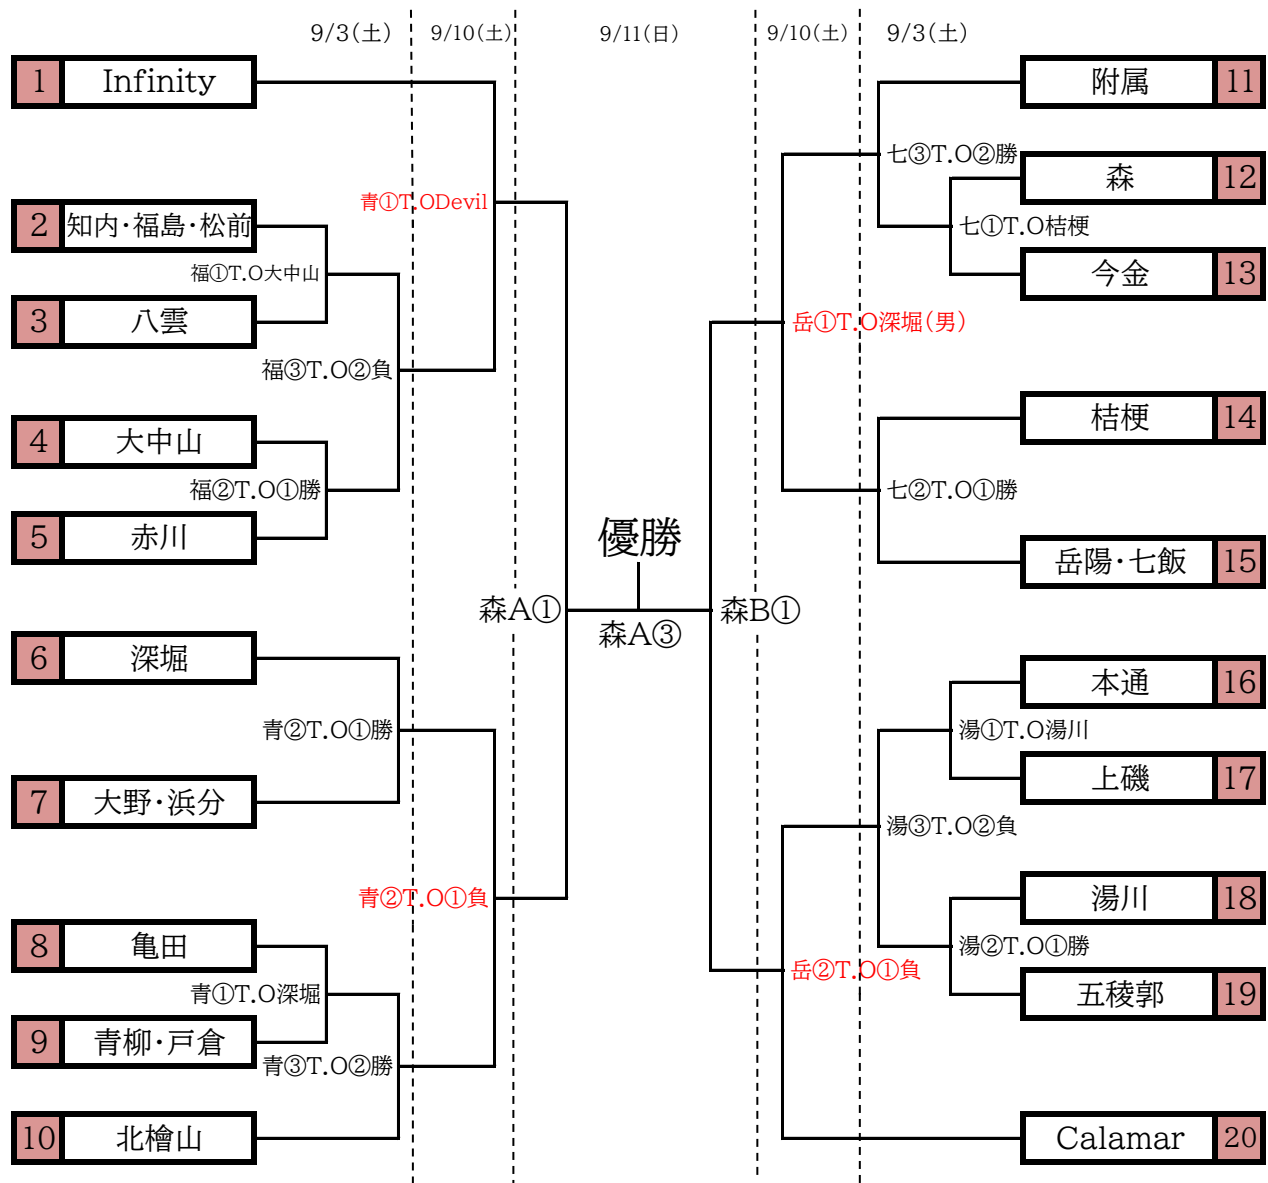 9/3(土) 9/10(土) 9/11(日) 9/10(土) 9/3(土)
1 Infinity
2 知内・福島・松前
福①T.O大中山
3 八雲
福③T.O②負
4 大中山
福②T.O①勝
5 赤川
青①T.ODevil
6 深堀
青②T.O①勝
7 大野・浜分
青②T.O①負
8 亀田
青①T.O深堀
9 青柳・戸倉
青③T.O②勝
10 北檜山
森A①
優勝
森A③
森B①
附属 11
七③T.O②勝
森 12
七①T.O桔梗
今金 13
岳①T.O深堀(男)
桔梗 14
七②T.O①勝
岳陽・七飯 15
本通 16
湯①T.O湯川
上磯 17
湯③T.O②負
湯川 18
湯②T.O①勝
岳②T.O①負
五稜郭 19
Calamar 20